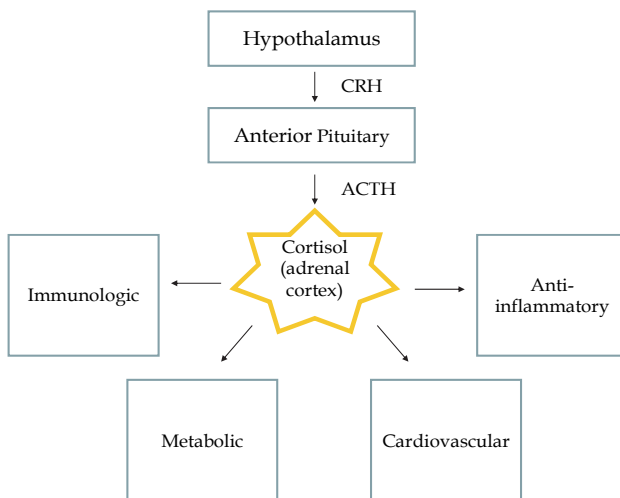 Hypothalamus
CRH
Anterior Pituitary
ACTH
Cortisol
(adrenal
cortex)
Immunologic
Anti-
inflammatory
Metabolic
Cardiovascular